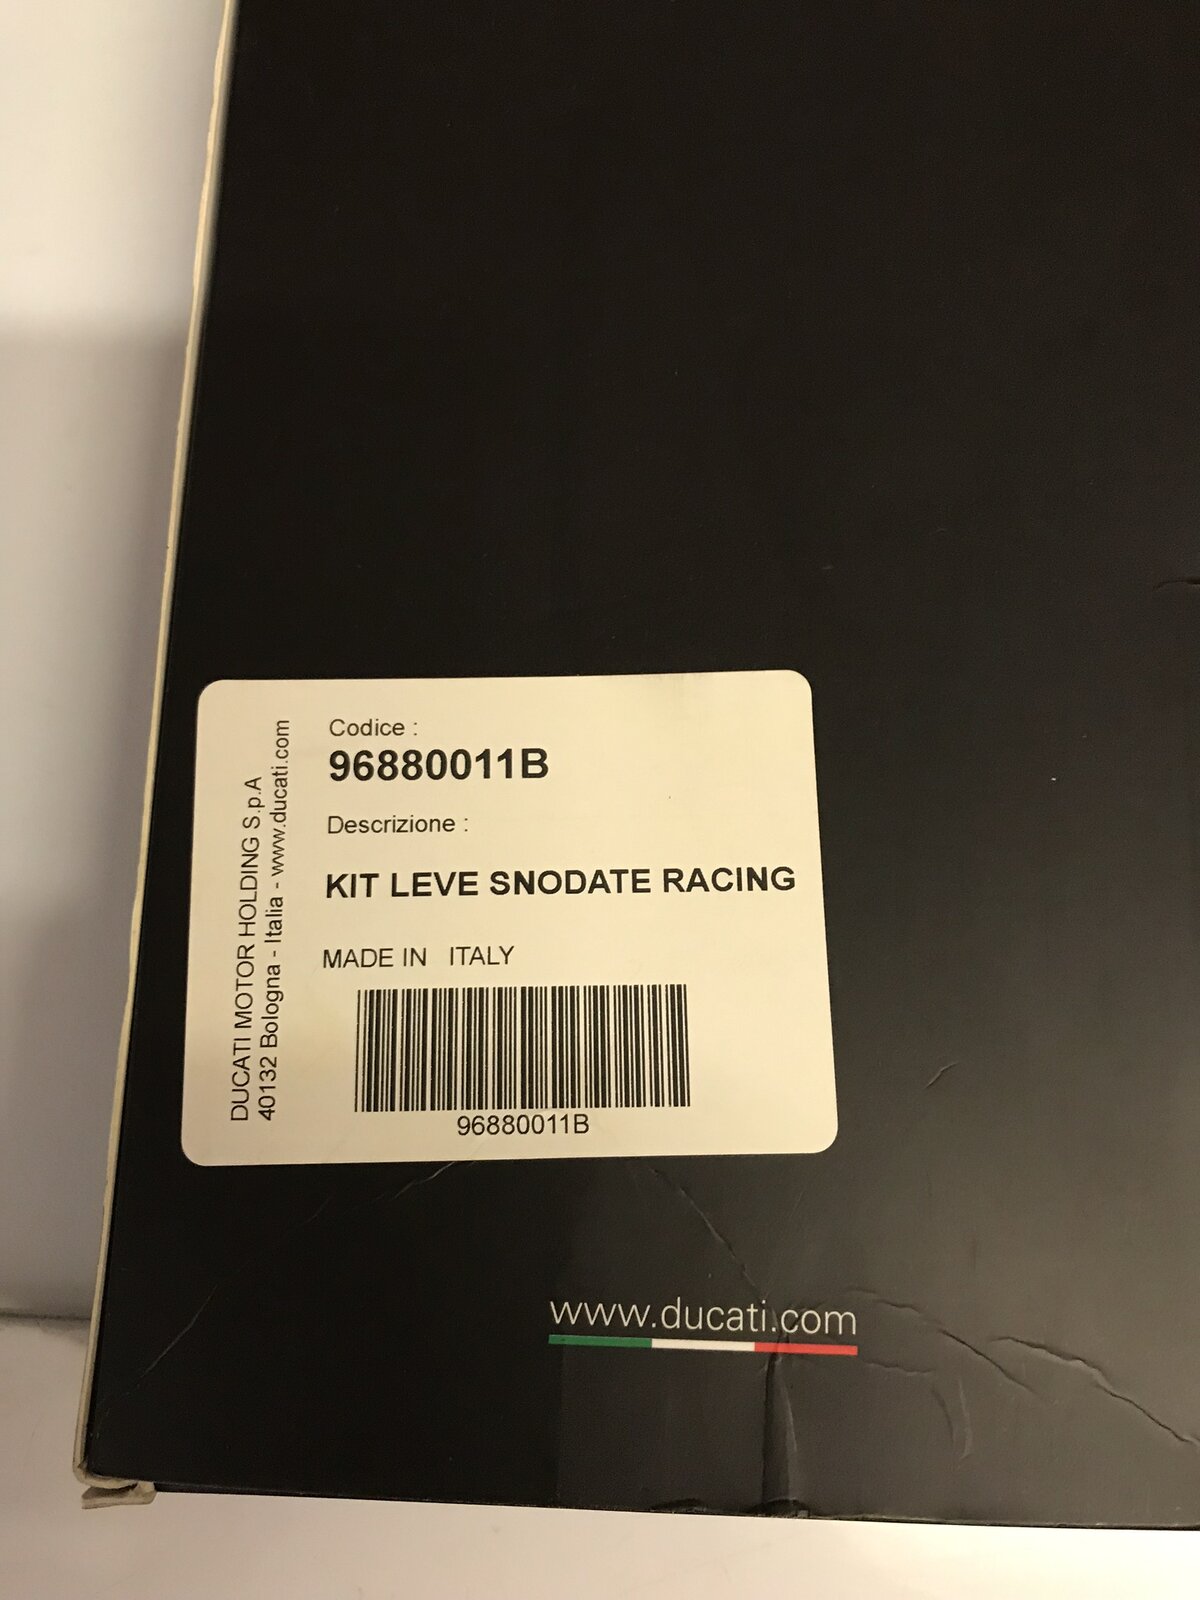 Codice :
96880011B
Descrizione :
KIT LEVE SNODATE RACING
MADE IN ITALY
96880011B
DUCATI MOTOR HOLDING S.p.A
40132 Bologna - Italia - www.ducati.com
www.ducati.com